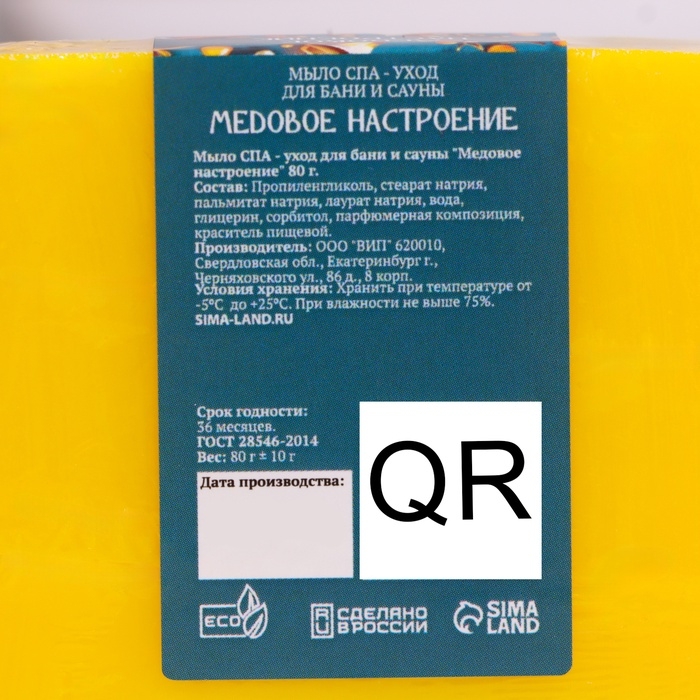 МЫЛО СПА - УХОД
ДЛЯ БАНИ И САУНЫ
МЕДОВОЕ НАСТРОЕНИЕ
Мыло СПА - уход для бани и сауны "Медовое
настроение" 80 г.
Состав: Пропиленгликоль, стеарат натрия,
пальмитат натрия, лаурат натрия, вода,
глицерин, сорбитол, парфюмерная композиция,
краситель пищевой.
Производитель: ООО "ВИП" 620010,
Свердловская обл., Екатеринбург г.,
Черняховского ул., 86 д., 8 корп.
Условия хранения: Хранить при температуре от
-5°С до +25°С. При влажности не выше 75%.
SIMA-LAND.RU
Срок годности:
36 месяцев.
ГОСТ 28546-2014
Вес: 80 г ± 10 г
Дата производства:
QR
ECO
RU СДЕЛАНО
В РОССИИ
SIMA
LAND